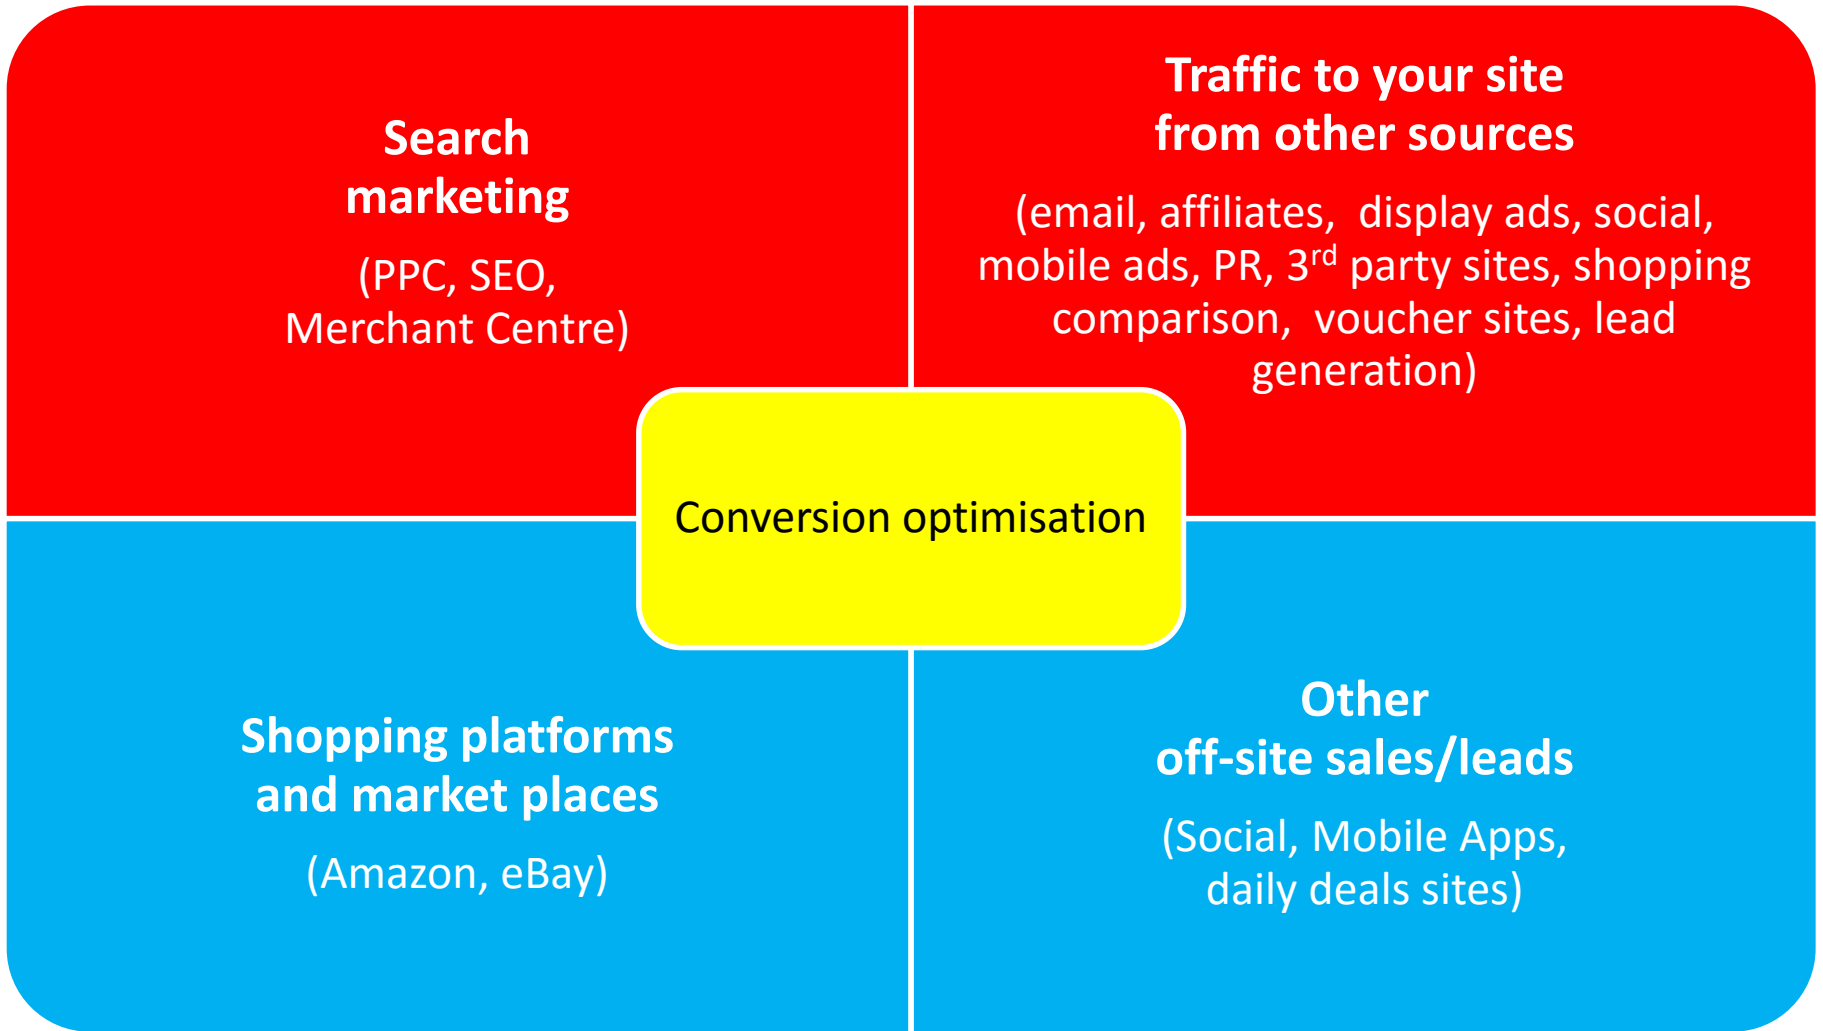 Search
marketing
(PPC, SEO,
Merchant Centre)
Traffic to your site
from other sources
(email, affiliates,  display ads, social,
mobile ads, PR, 3rd party sites, shopping
comparison,  voucher sites, lead
generation)
Conversion optimisation
Shopping platforms
and market places
(Amazon, eBay)
Other
off-site sales/leads
(Social, Mobile Apps,
daily deals sites)